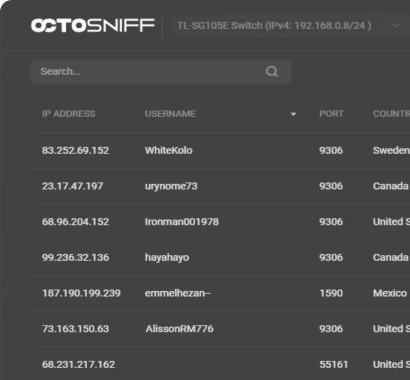 OCTOSNIFF TL-SG105E Switch (IPv4: 192.168.0.8/24 )
Search...
IP ADDRESS USERNAME PORT COUNTR
83.252.69.152 WhiteKolo 9306 Sweden
23.17.47.197 urynome73 9306 Canada
68.96.204.152 Ironman001978 9306 United S
99.236.32.136 hayahayo 9306 Canada
187.190.199.239 emmelhezan-- 1590 Mexico
73.163.150.63 AlissonRM776 9306 United S
68.231.217.162 55161 United S